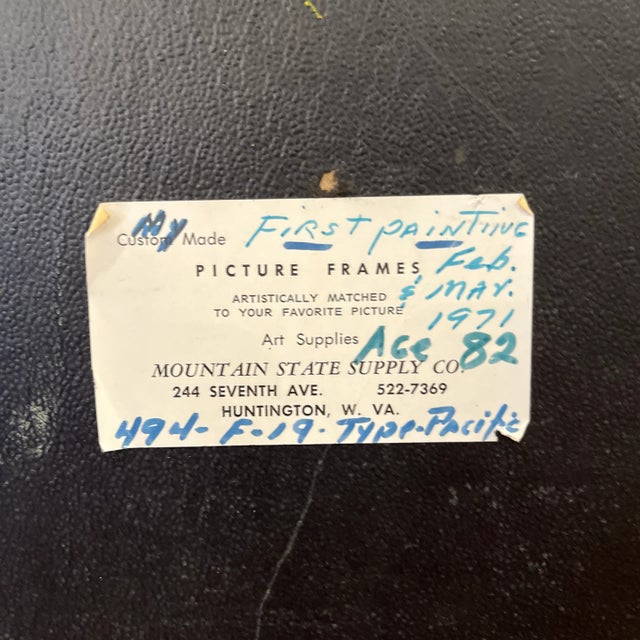 My First painting
Custom Made
PICTURE FRAMES Feb.
ARTISTICALLY MATCHED & MAR.
TO YOUR FAVORITE PICTURE
1971
Art Supplies Age 82
MOUNTAIN STATE SUPPLY CO.
244 SEVENTH AVE. 522-7369
HUNTINGTON, W. VA.
494-F-19-Type-Pacific